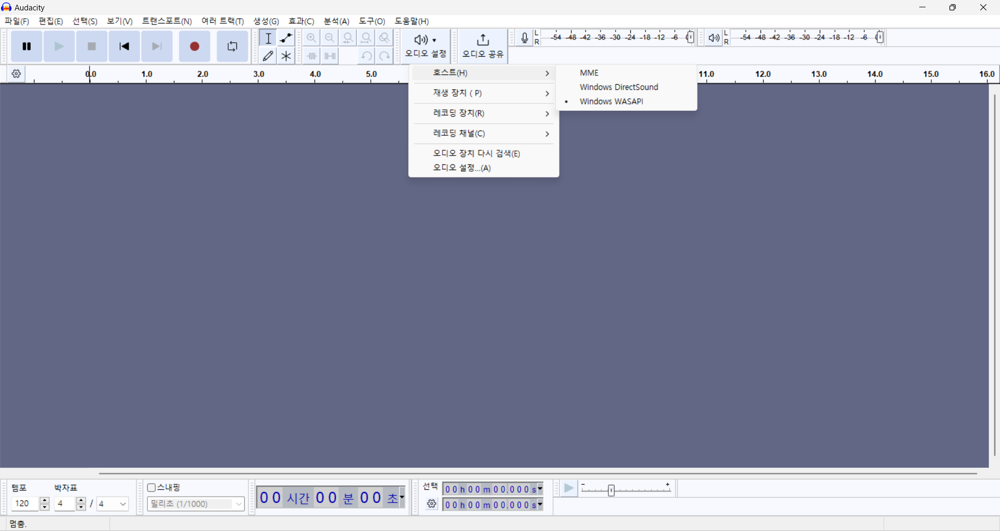 Audacity
파일(F) 편집(E) 선택(S) 보기(V) 트랜스포트(N) 여러 트랙(T) 생성(G) 효과(C) 분석(A) 도구(O) 도움말(H)
오디오 설정
오디오 공유
L
R
-54 -48 -42 -36 -30 -24 -18 -12 -6
L
R
-54 -48 -42 -36 -30 -24 -18 -12 -6
0.0 1.0 2.0 3.0 4.0 5.0 11.0 12.0 13.0 14.0 15.0 16.0
호스트(H)
재생 장치 ( P)
레코딩 장치(R)
레코딩 채널(C)
오디오 장치 다시 검색(E)
오디오 설정...(A)
MME
Windows DirectSound
• Windows WASAPI
템포 박자표
120 4 / 4
스내핑
밀리초 (1/1000)
00 시간 00 분 00 초
선택
00 h 00 m 00.000 s
00 h 00 m 00.000 s
- +
멈춤.